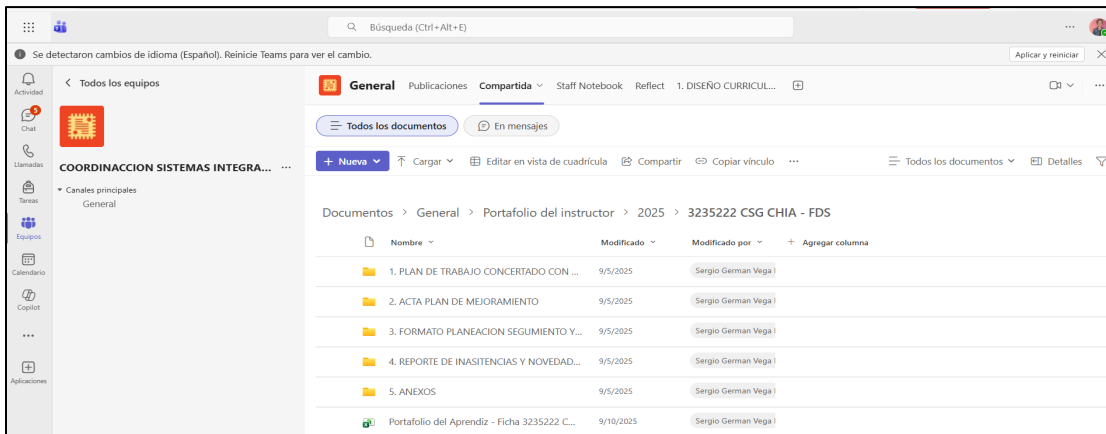 Búsqueda (Ctrl+Alt+E)
Se detectaron cambios de idioma (Español). Reinicie Teams para ver el cambio.
Aplicar y reiniciar
Actividad
Chat
5
Llamadas
Tareas
Equipos
Calendario
Copilot
Aplicaciones
Todos los equipos
COORDINACCION SISTEMAS INTEGRA... ...
Canales principales
General
General Publicaciones Compartida Staff Notebook Reflect 1. DISEÑO CURRICUL...
Todos los documentos En mensajes
+ Nueva Cargar Editar en vista de cuadrícula Compartir Copiar vínculo ... Todos los documentos Detalles
Documentos > General > Portafolio del instructor > 2025 > 3235222 CSG CHIA - FDS
Nombre Modificado Modificado por + Agregar columna
1. PLAN DE TRABAJO CONCERTADO CON ... 9/5/2025 Sergio German Vega
2. ACTA PLAN DE MEJORAMIENTO 9/5/2025 Sergio German Vega
3. FORMATO PLANEACION SEGUMIENTO Y... 9/5/2025 Sergio German Vega
4. REPORTE DE INASITENCIAS Y NOVEDAD... 9/5/2025 Sergio German Vega
5. ANEXOS 9/5/2025 Sergio German Vega
Portafolio del Aprendiz - Ficha 3235222 C... 9/10/2025 Sergio German Vega